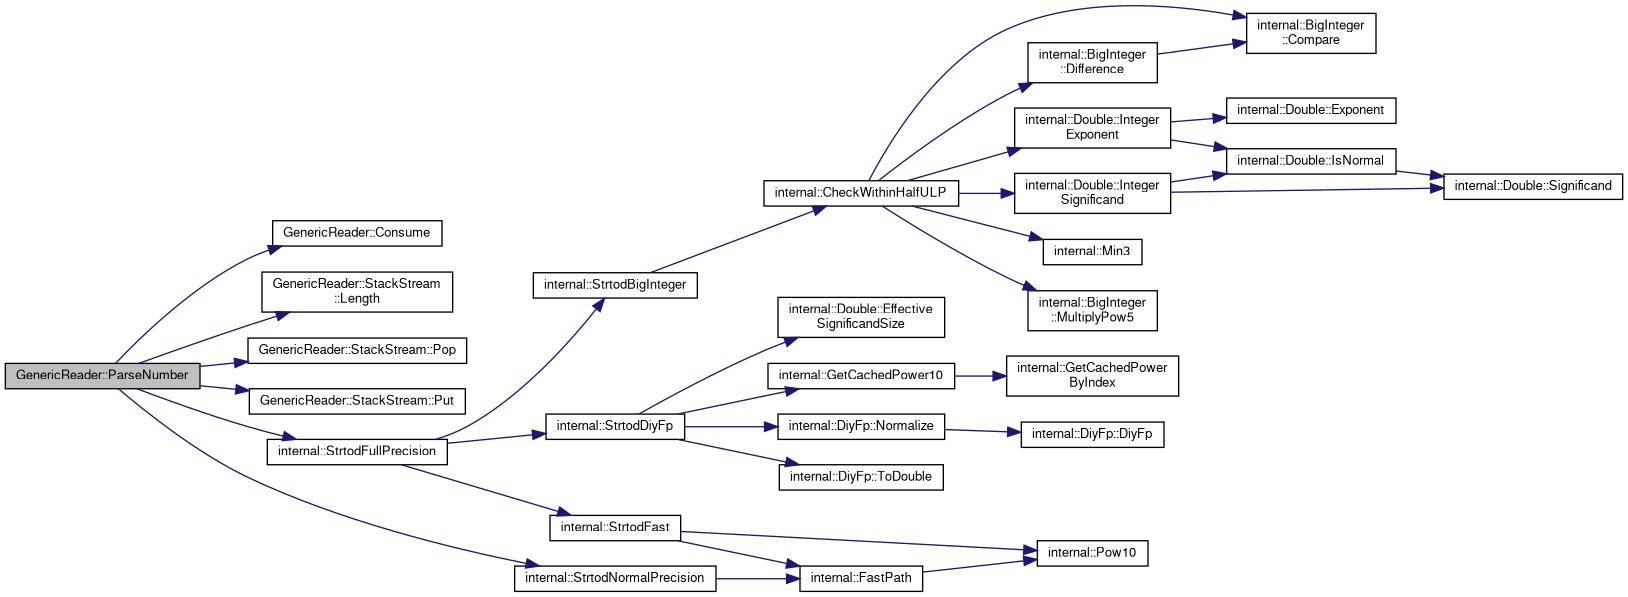 internal::BigInteger
::Compare
internal::BigInteger
::Difference
internal::Double::Exponent
internal::Double::Integer
Exponent
internal::Double::IsNormal
internal::CheckWithinHalfULP
internal::Double::Integer
Significand
internal::Double::Significand
GenericReader::Consume
internal::Min3
GenericReader::StackStream
::Length
internal::StrtodBigInteger
internal::BigInteger
::MultiplyPow5
internal::Double::Effective
SignificandSize
GenericReader::StackStream::Pop
GenericReader::ParseNumber
internal::GetCachedPower10
internal::GetCachedPower
ByIndex
GenericReader::StackStream::Put
internal::StrtodDiyFp
internal::DiyFp::Normalize
internal::DiyFp::DiyFp
internal::StrtodFullPrecision
internal::DiyFp::ToDouble
internal::StrtodFast
internal::Pow10
internal::StrtodNormalPrecision
internal::FastPath